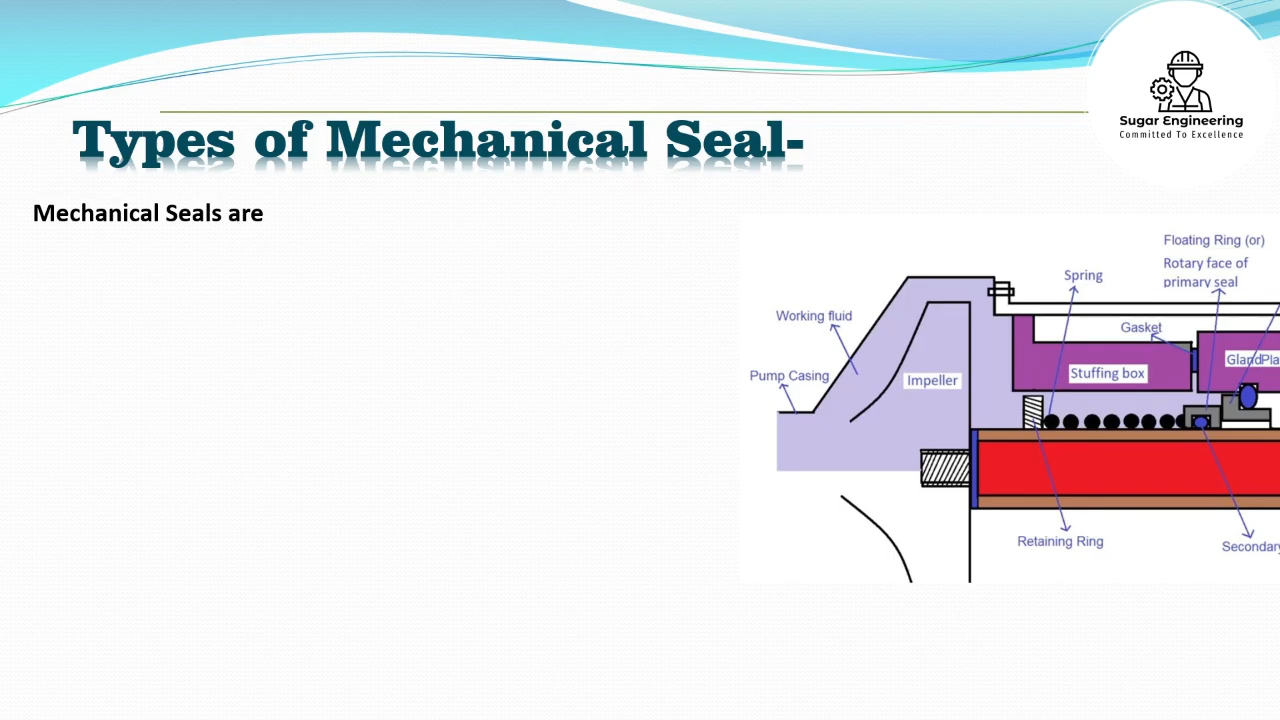 Sugar Engineering
Committed To Excellence
Types of Mechanical Seal-
Mechanical Seals are
Floating Ring (or)
Rotary face of
primary seal
Spring
Working fluid
Gasket
GlandPla
Pump Casing
Impeller
Stuffing box
Retaining Ring
Secondary